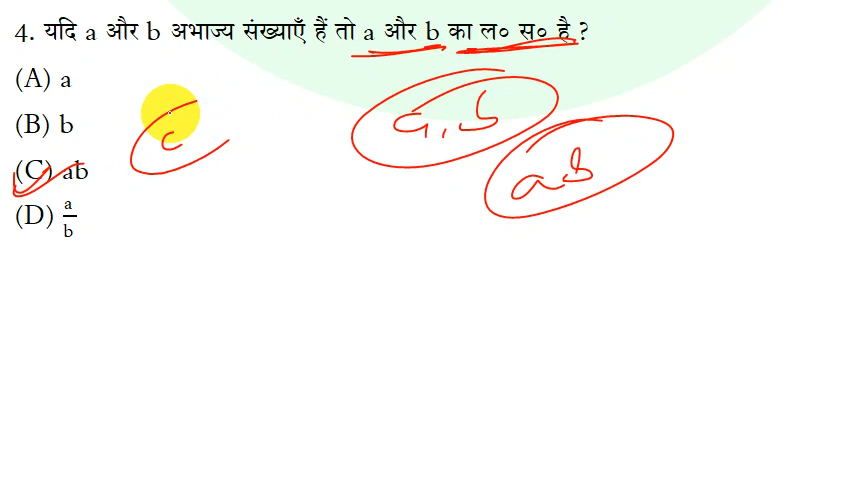 4. यदि a और b अभाज्य संख्याएँ हैं तो a और b का ल० स० है ?
(A) a
(B) b
c
a, b
(C) ab
ab
(D) a/b